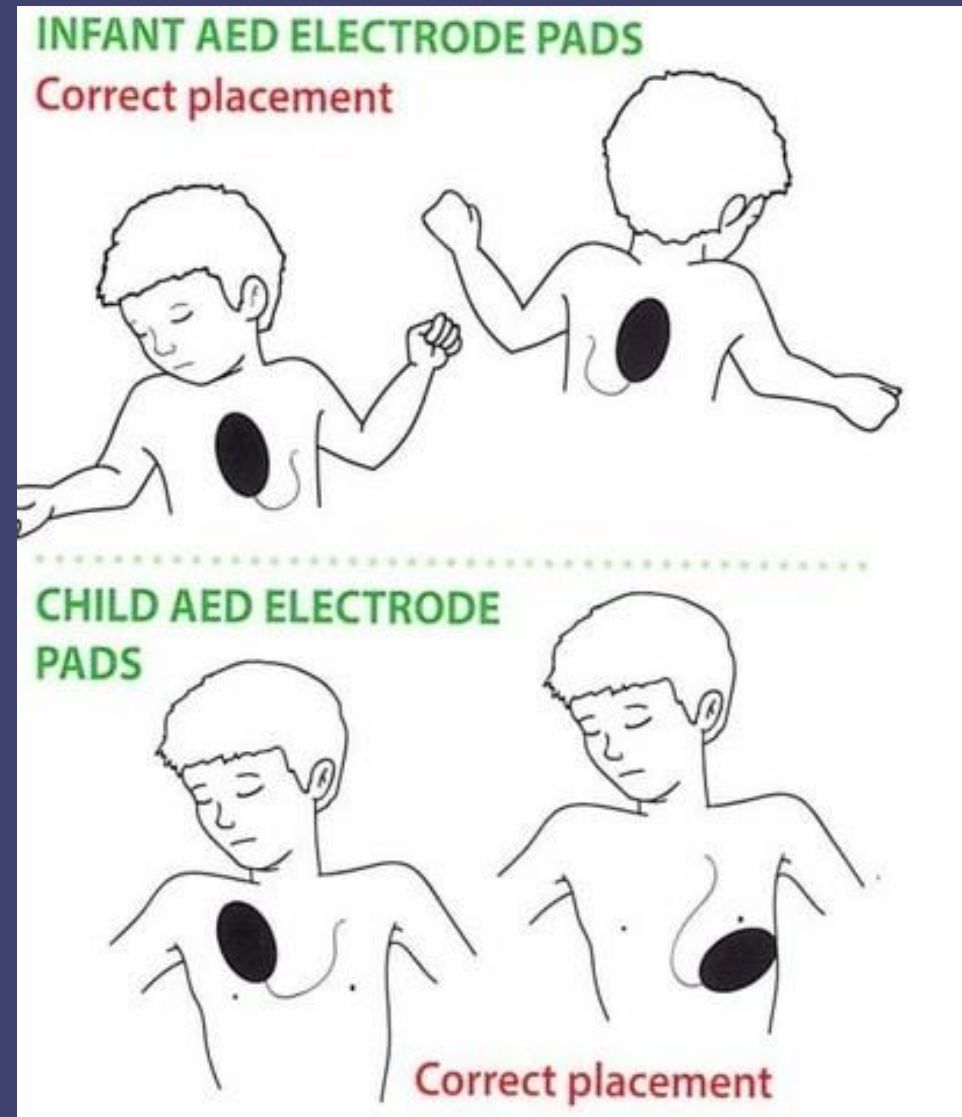 INFANT AED ELECTRODE PADS
Correct placement
CHILD AED ELECTRODE
PADS
Correct placement